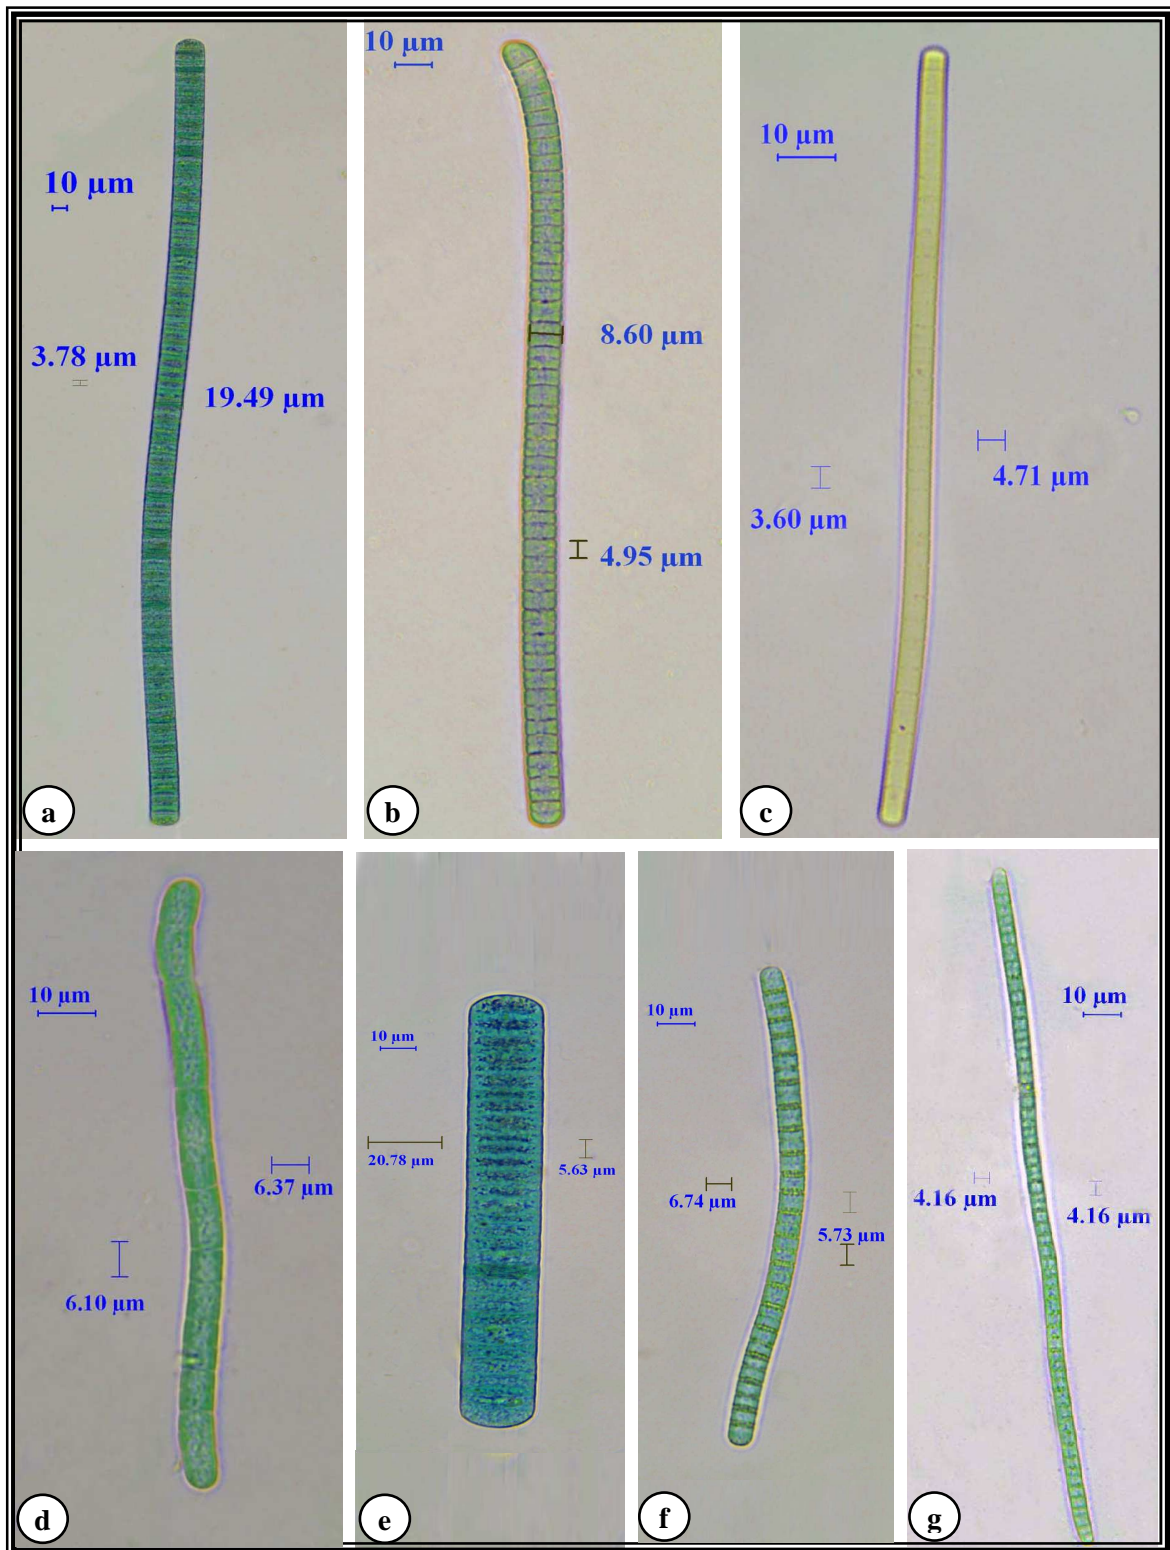 10 µm
3.78 µm
19.49 µm
a
10 µm
8.60 µm
4.95 µm
b
10 µm
4.71 µm
3.60 µm
c
10 µm
6.37 µm
6.10 µm
d
10 µm
20.78 µm
5.63 µm
e
10 µm
6.74 µm
5.73 µm
f
10 µm
4.16 µm
4.16 µm
g